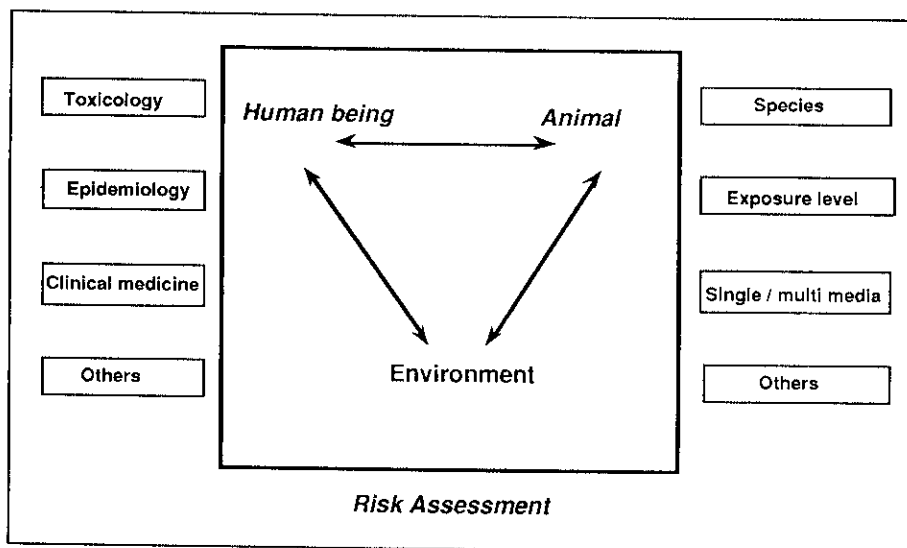 Toxicology
Epidemiology
Clinical medicine
Others
Human being
Animal
Environment
Species
Exposure level
Single / multi media
Others
Risk Assessment